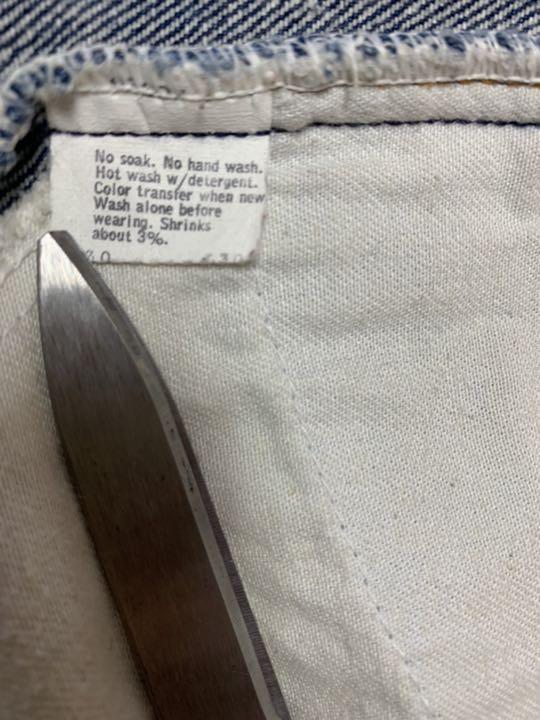 No soak. No hand wash.
Hot wash w/detergent.
Color transfer when new
Wash alone before
wearing. Shrinks
about 3%.